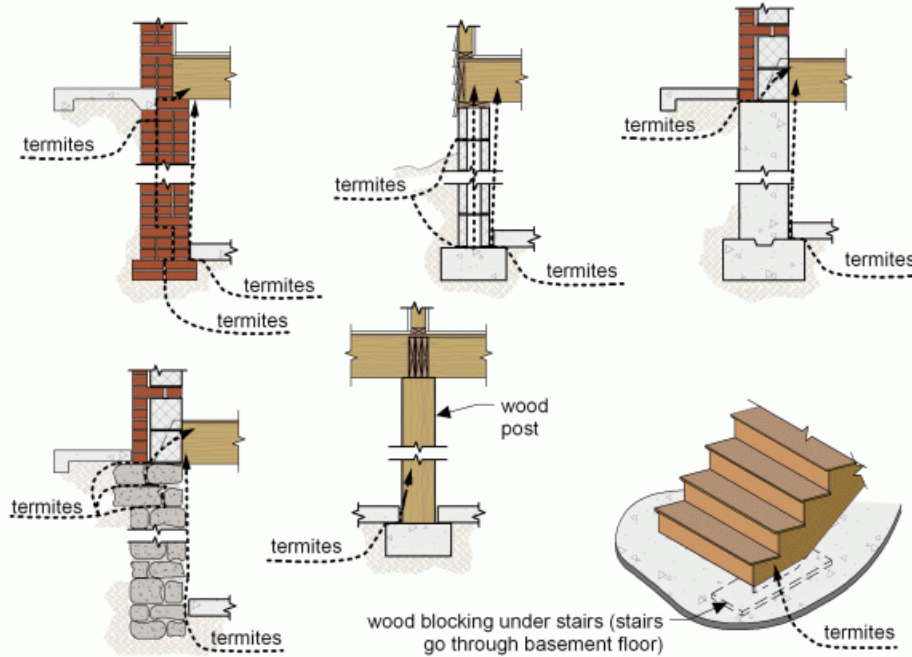 termites
termites
termites
termites
termites
termites
termites
termites
termites
wood
post
termites
wood blocking under stairs (stairs
go through basement floor)
termites